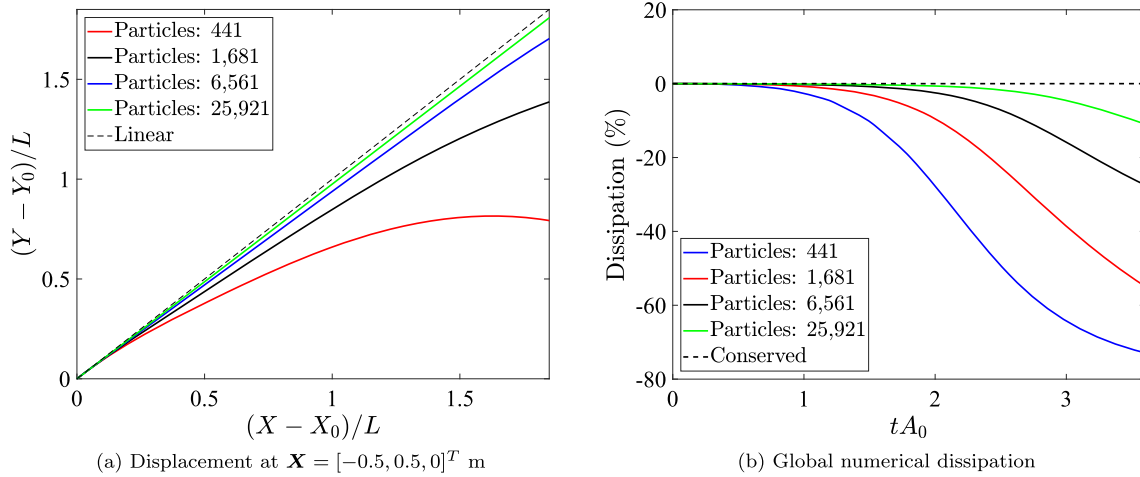 Particles: 441
Particles: 1,681
Particles: 6,561
Particles: 25,921
Linear
1.5
1
0.5
0
(Y − Y₀)/L
0
0.5
1
1.5
(X − X₀)/L
(a) Displacement at X = [−0.5, 0.5, 0]ᵀ m
20
0
-20
-40
-60
-80
Dissipation (%)
Particles: 441
Particles: 1,681
Particles: 6,561
Particles: 25,921
Conserved
0
1
2
3
tA₀
(b) Global numerical dissipation